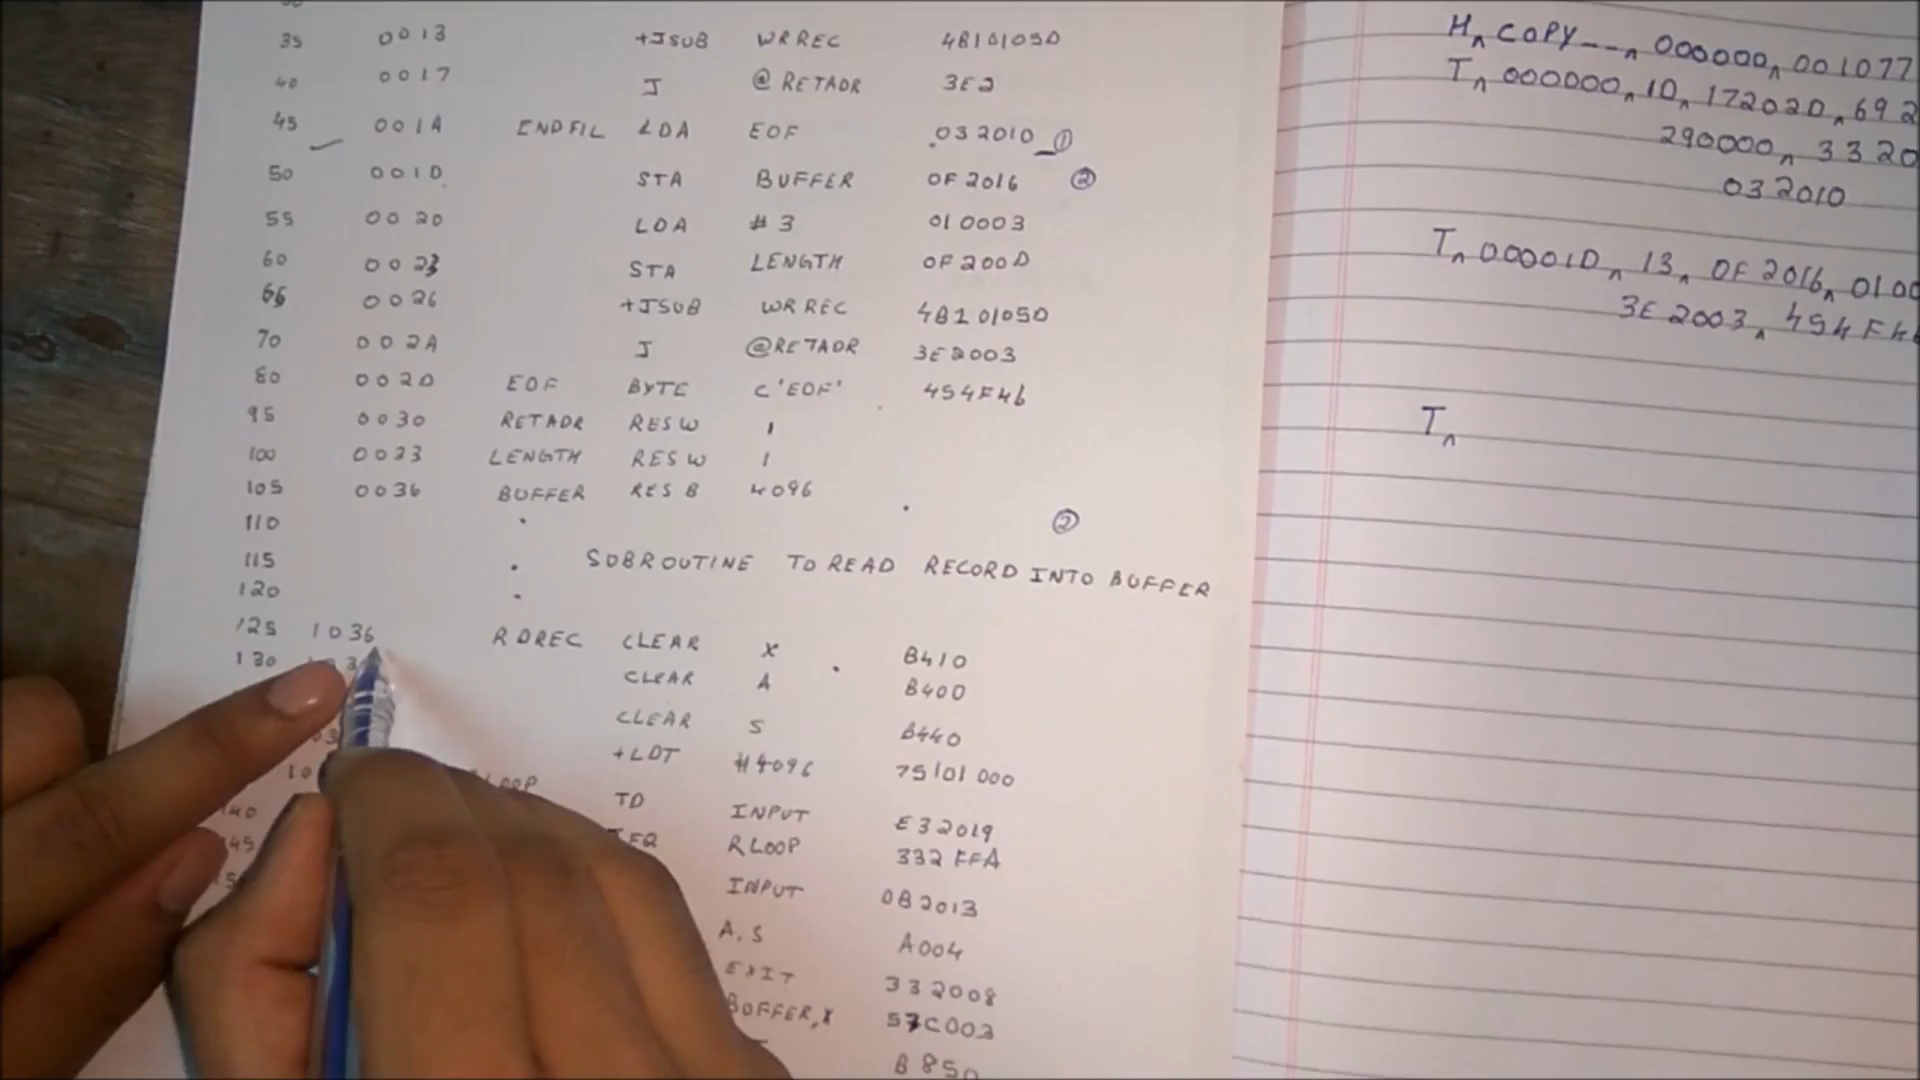 35 0013 +JSUB WRREC 4B10105D
40 0017 J @RETADR 3E2
45 001A ENDFIL LDA EOF 032010 ①
50 001D STA BUFFER 0F2016 ②
55 0020 LDA #3 010003
60 0023 STA LENGTH 0F200D
65 0026 +JSUB WRREC 4B10105D
70 002A J @RETADR 3E2003
80 002D EOF BYTE C'EOF' 454F46
95 0030 RETADR RESW 1
100 0033 LENGTH RESW 1
105 0036 BUFFER RESB 4096
110 . ②
115 . SUBROUTINE TO READ RECORD INTO BUFFER
120 .
125 1036 RDREC CLEAR X B410
130 CLEAR A B400
CLEAR S B440
+LDT #4096 75101000
TD INPUT E32019
RLOOP 332FFA
INPUT DB2013
A,S A004
EXIT 332008
BUFFER,X 57C003
B850
H^COPY--^000000^001077
T^000000^1D^17202D^692
290000^3320
032010
T^00001D^13^0F2016^0100
3E2003^454F46
T^